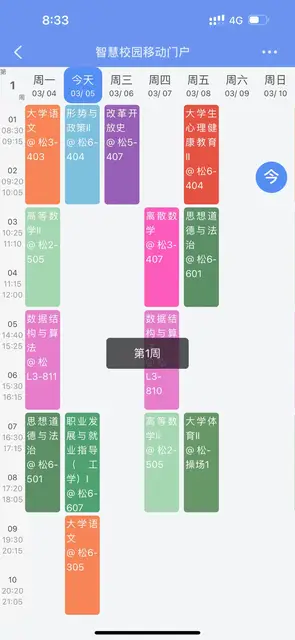 8:33
4G
智慧校园移动门户
第
1
周
周一
03/ 04
今天
03/ 05
周三
03/ 06
周四
03/ 07
周五
03/ 08
周六
03/ 09
周日
03/ 10
01
08:30
09:15
02
09:20
10:05
03
10:25
11:10
04
11:15
12:00
05
14:40
15:25
06
15:30
16:15
07
16:30
17:15
08
17:20
18:05
09
19:30
20:15
10
20:20
21:05
大学语
文
@ 松3-
403
高等数
学II
@ 松2-
505
数据结
构与算
法
@ 松
L3-811
思想道
德与法
治
@ 松6-
501
形势与
政策II
@ 松6-
404
职业发
展与就
业指导
（ 工
学）I
@ 松6-
607
大学语
文
@ 松6-
305
改革开
放史
@ 松5-
407
离散数
学
@ 松3-
407
数据结
构与算
L3-
810
高等数
学II
@ 松2-
505
大学生
心理健
康教育
II
@ 松6-
404
思想道
德与法
治
@ 松6-
601
大学体
育II
@ 松-
操场1
今
第1周